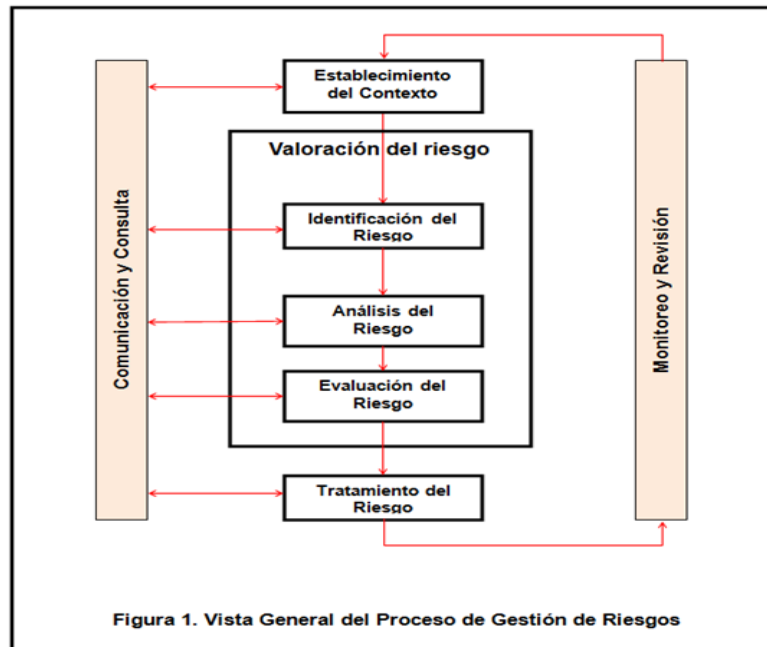 Establecimiento
del Contexto
Valoración del riesgo
Identificación del
Riesgo
Análisis del
Riesgo
Evaluación del
Riesgo
Tratamiento del
Riesgo
Comunicación y Consulta
Monitoreo y Revisión
Figura 1. Vista General del Proceso de Gestión de Riesgos